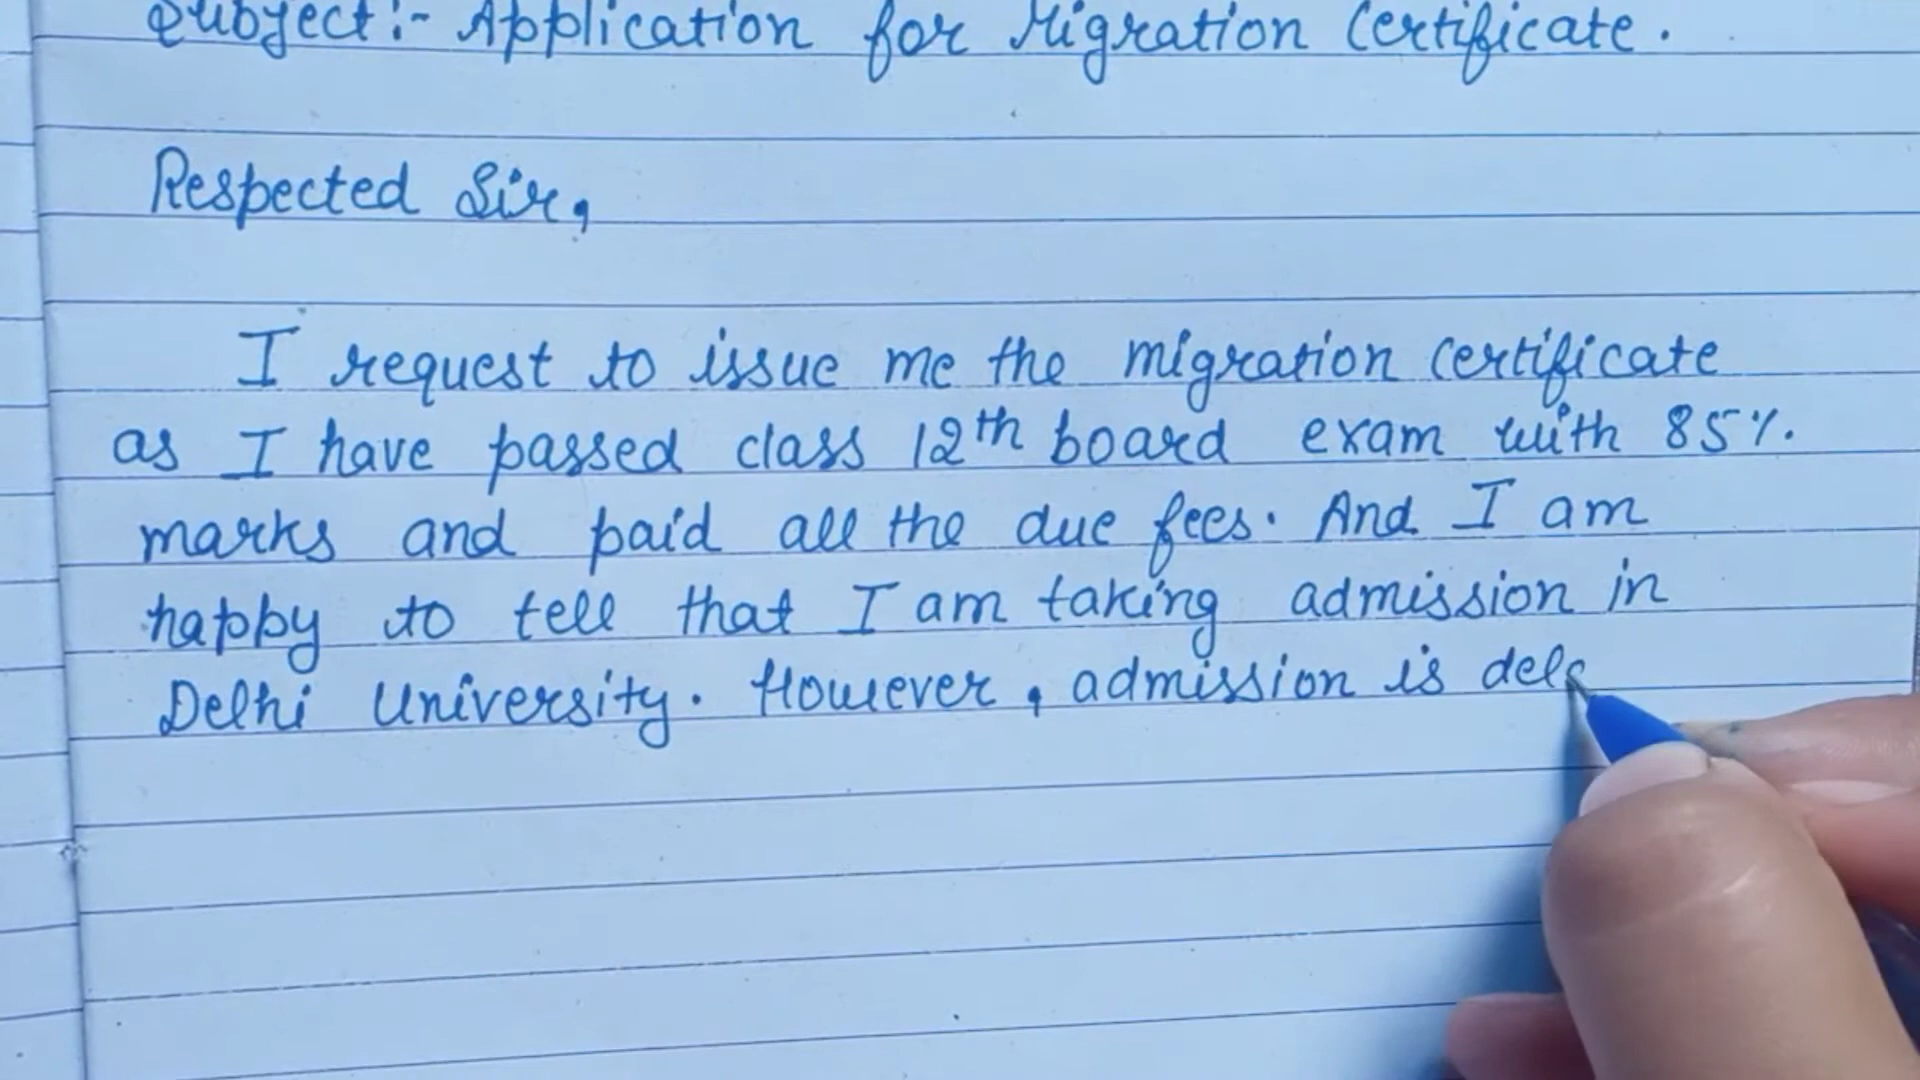 Subject:- Application for Migration Certificate.
Respected Sir,
I request to issue me the migration certificate
as I have passed class 12th board exam with 85%.
marks and paid all the due fees. And I am
happy to tell that I am taking admission in
Delhi University. However, admission is